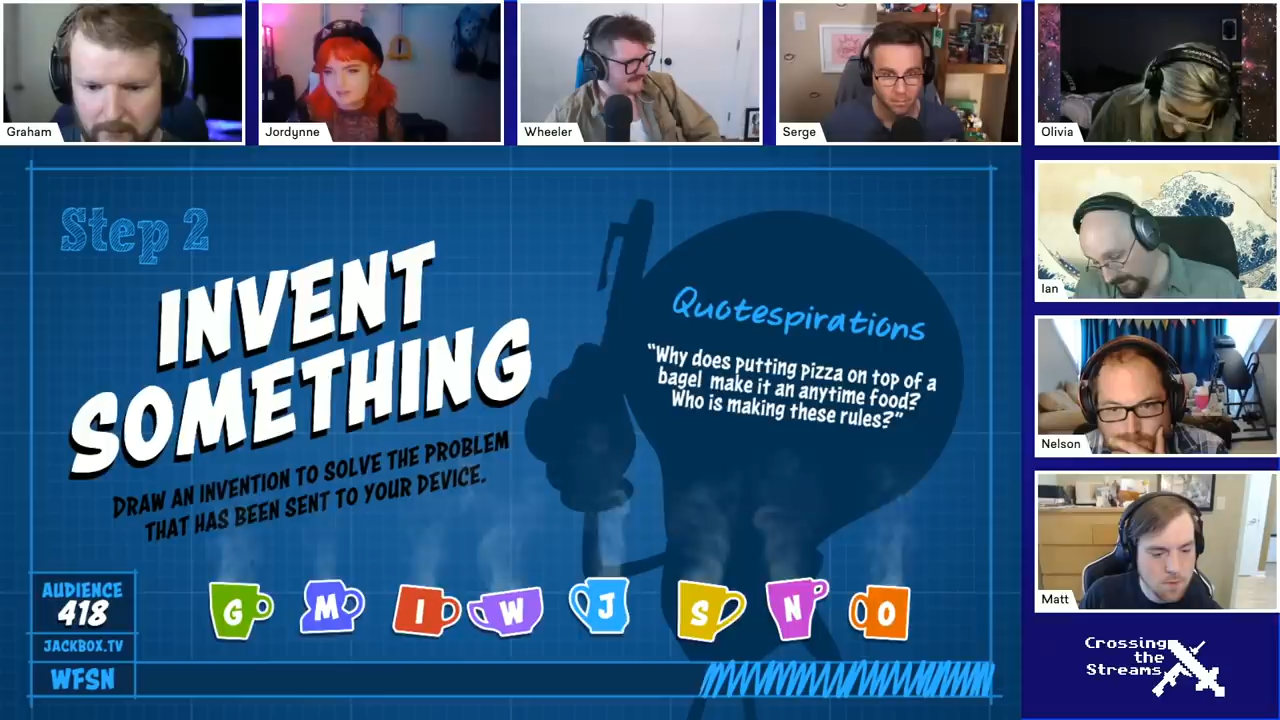 Graham
Jordynne
Wheeler
Serge
Olivia
Ian
Nelson
Matt
Step 2
INVENT
SOMETHING
DRAW AN INVENTION TO SOLVE THE PROBLEM
THAT HAS BEEN SENT TO YOUR DEVICE.
Quotespirations
"Why does putting pizza on top of a
bagel make it an anytime food?
Who is making these rules?"
AUDIENCE
418
JACKBOX.TV
WFSN
G M I W J S N O
Crossing
the
Streams